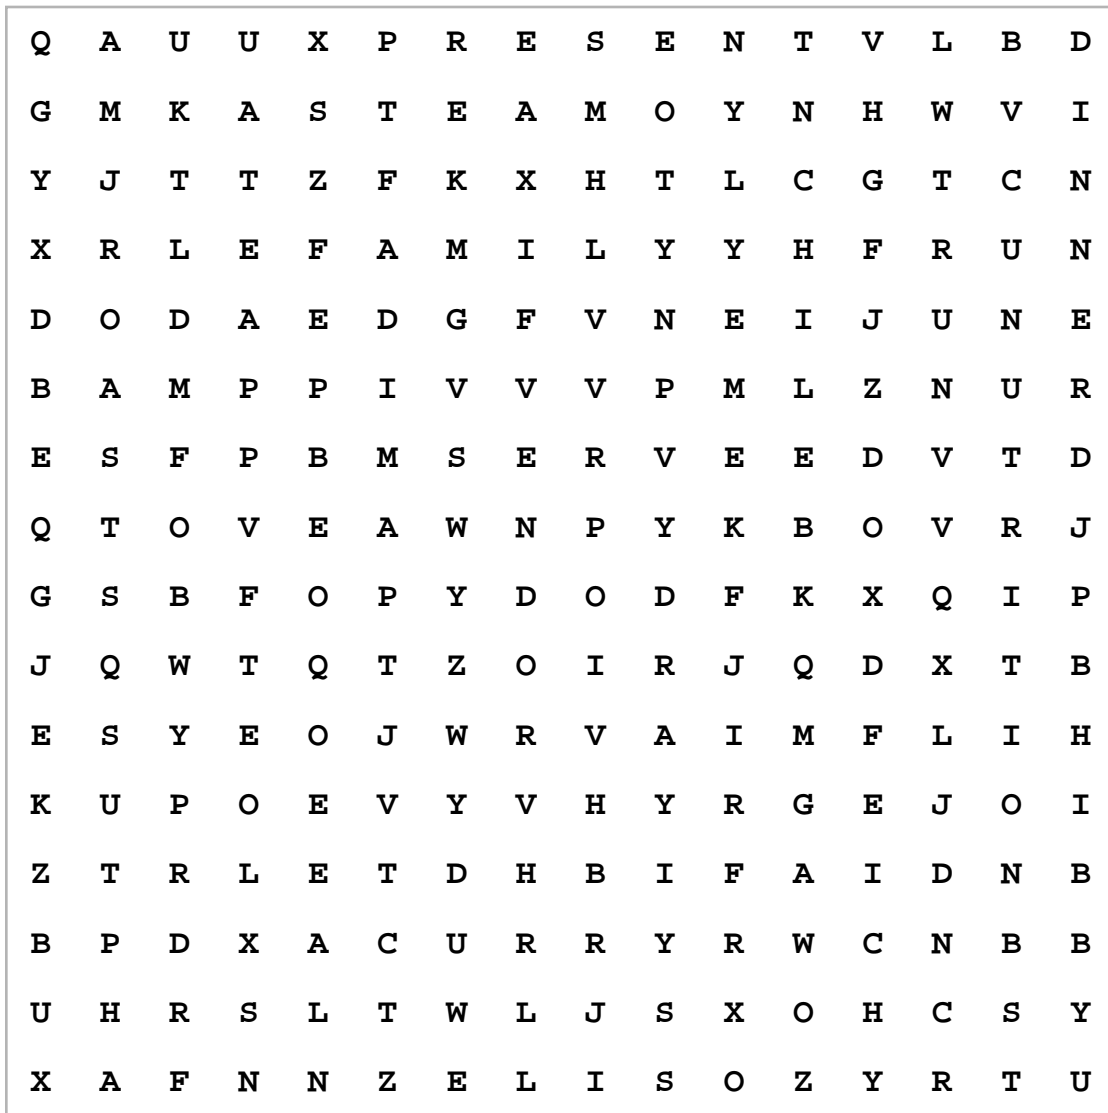 Q A U U X P R E S E N T V L B D
G M K A S T E A M O Y N H W V I
Y J T T Z F K X H T L C G T C N
X R L E F A M I L Y Y H F R U N
D O D A E D G F V N E I J U N E
B A M P P I V V V P M L Z N U R
E S F P B M S E R V E E D V T D
Q T O V E A W N P Y K B O V R J
G S B F O P Y D O D F K X Q I P
J Q W T Q T Z O I R J Q D X T B
E S Y E O J W R V A I M F L I H
K U P O E V Y V H Y R G E J O I
Z T R L E T D H B I F A I D N B
B P D X A C U R R Y R W C N B B
U H R S L T W L J S X O H C S Y
X A F N N Z E L I S O Z Y R T U